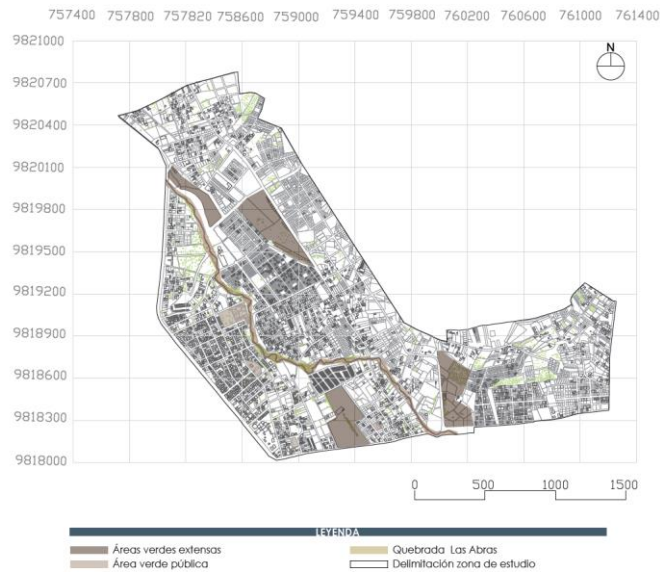 757400 757820 758600 759000 759400 759800 760200 760600 761000 761400
9821000
N
9820700
9820400
9820100
9819800
9819500
9819200
9818900
9818600
9818300
9818000
0 500 1000 1500
LEYENDA
Áreas verdes extensas
Quebrada Las Abras
Área verde pública
Delimitación zona de estudio